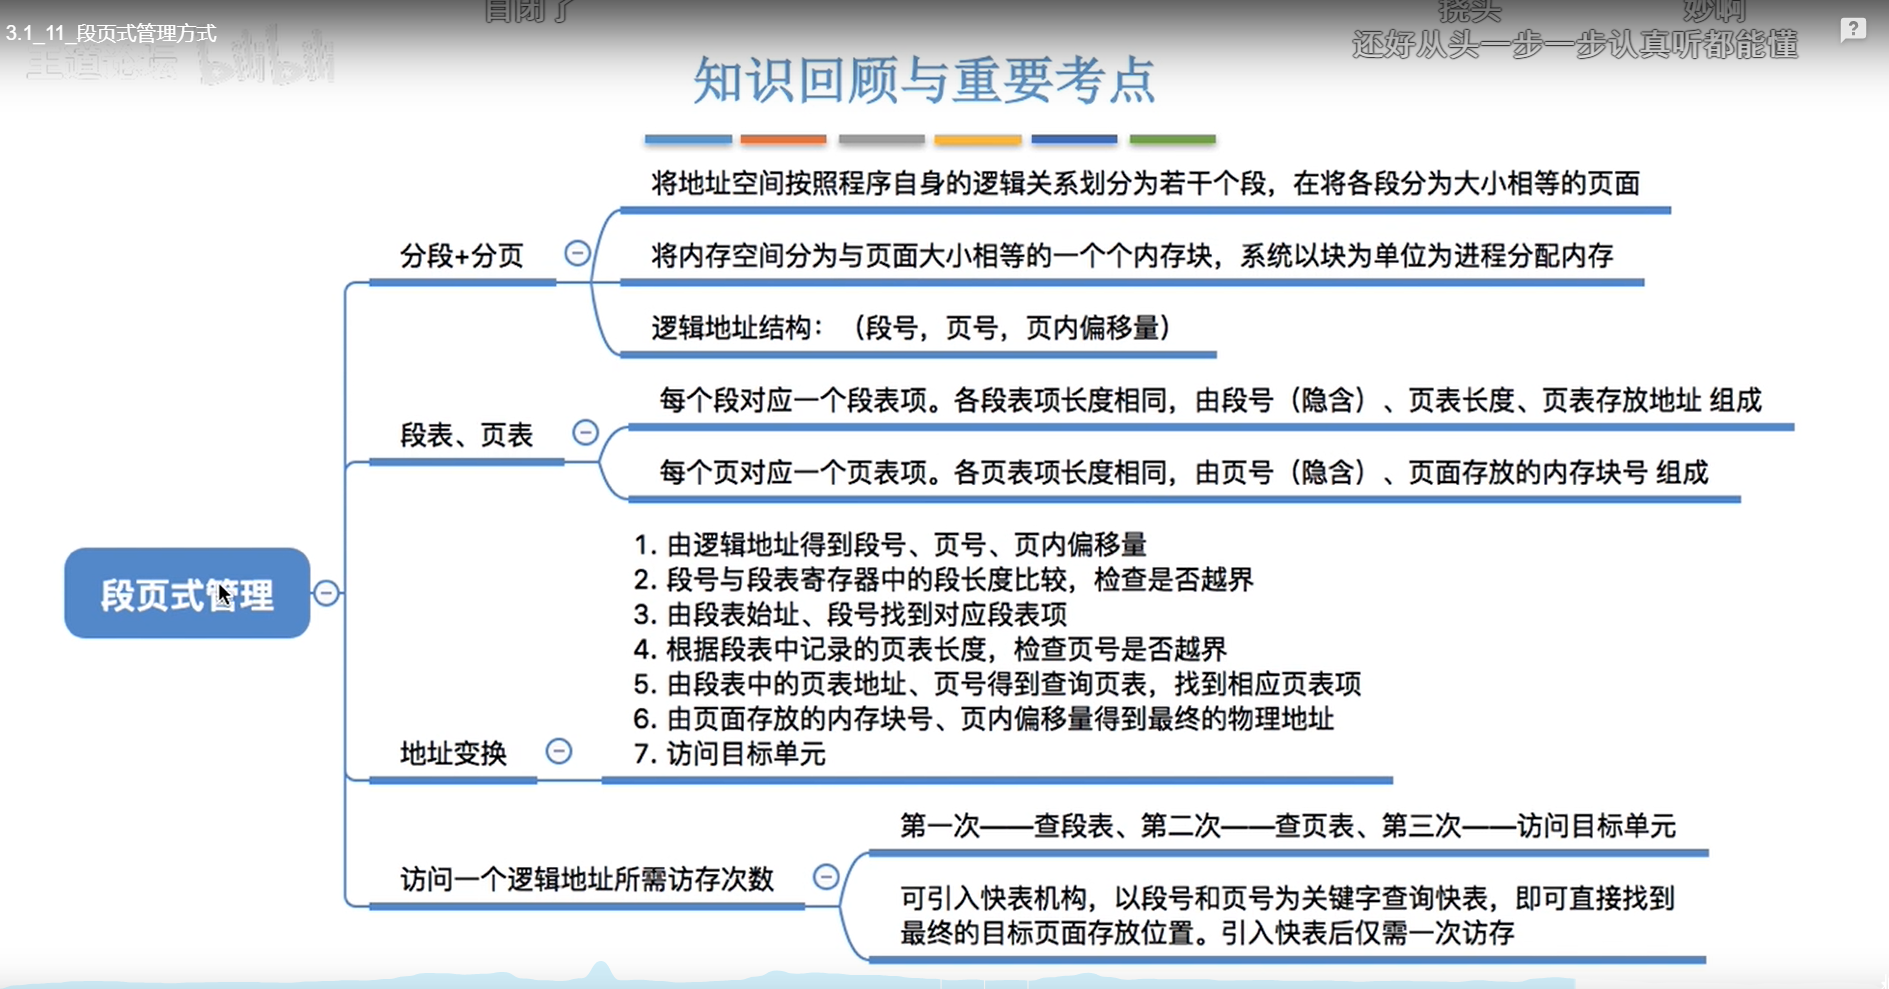 自闭了
挠头
妙啊
3.1_11_段页式管理方式
还好从头一步一步认真听都能懂
王道论坛 bilibili
知识回顾与重要考点
将地址空间按照程序自身的逻辑关系划分为若干个段，在将各段分为大小相等的页面
分段+分页
将内存空间分为与页面大小相等的一个个内存块，系统以块为单位为进程分配内存
逻辑地址结构：（段号，页号，页内偏移量）
每个段对应一个段表项。各段表项长度相同，由段号（隐含）、页表长度、页表存放地址 组成
段表、页表
每个页对应一个页表项。各页表项长度相同，由页号（隐含）、页面存放的内存块号 组成
段页式管理
1. 由逻辑地址得到段号、页号、页内偏移量
2. 段号与段表寄存器中的段长度比较，检查是否越界
3. 由段表始址、段号找到对应段表项
4. 根据段表中记录的页表长度，检查页号是否越界
5. 由段表中的页表地址、页号得到查询页表，找到相应页表项
6. 由页面存放的内存块号、页内偏移量得到最终的物理地址
7. 访问目标单元
地址变换
第一次——查段表、第二次——查页表、第三次——访问目标单元
访问一个逻辑地址所需访存次数
可引入快表机构，以段号和页号为关键字查询快表，即可直接找到
最终的目标页面存放位置。引入快表后仅需一次访存